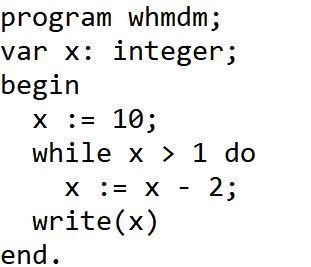 program whmdm;
var x: integer;
begin
  x := 10;
  while x > 1 do
    x := x - 2;
  write(x)
end.